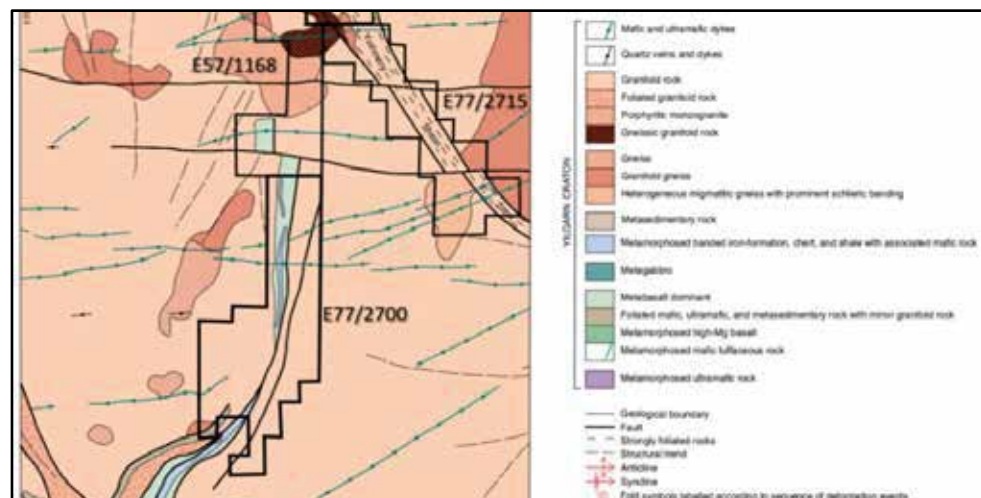 E57/1168
E77/2715
E77/2700
YILGARN CRATON
Mafic and ultramafic dykes
Quartz veins and dykes
Granitoid rock
Foliated granitoid rock
Porphyritic monzogranite
Gneissic granitoid rock
Gneiss
Granitoid gneiss
Heterogeneous migmatitic gneiss with prominent schlieric banding
Metasedimentary rock
Metamorphosed banded iron-formation, chert, and shale with associated mafic rock
Metagabbro
Metabasalt dominant
Foliated mafic, ultramafic, and metasedimentary rock with minor granitoid rock
Metamorphosed high-Mg basalt
Metamorphosed mafic tuffaceous rock
Metamorphosed ultramafic rock
Geological boundary
Fault
Strongly foliated rocks
Structural trend
Anticline
Syncline
Fold symbols labelled according to sequence of deformation events